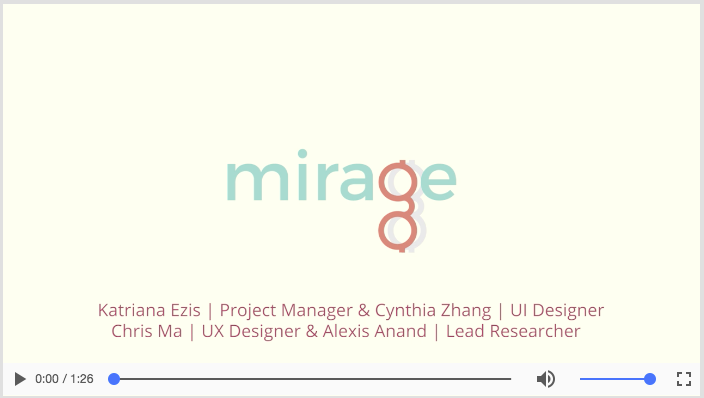 mirage
Katriana Ezis | Project Manager & Cynthia Zhang | UI Designer
Chris Ma | UX Designer & Alexis Anand | Lead Researcher
0:00 / 1:26